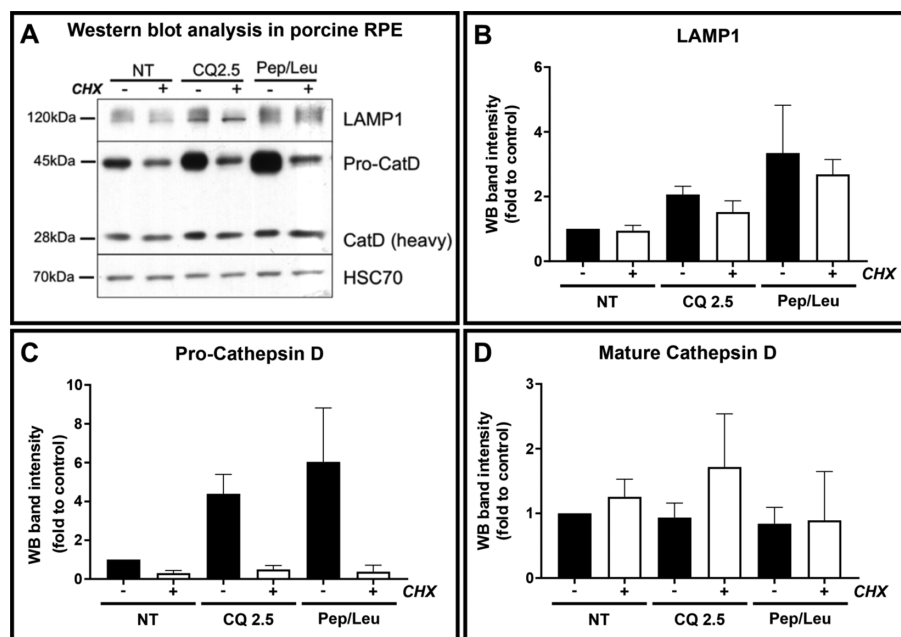 A Western blot analysis in porcine RPE
NT CQ2.5 Pep/Leu
CHX - + - + - +
120kDa LAMP1
45kDa Pro-CatD
28kDa CatD (heavy)
70kDa HSC70
B LAMP1
WB band intensity
(fold to control)
6
4
2
0
- + - + - + CHX
NT CQ 2.5 Pep/Leu
C Pro-Cathepsin D
WB band intensity
(fold to control)
10
8
6
4
2
0
- + - + - + CHX
NT CQ 2.5 Pep/Leu
D Mature Cathepsin D
WB band intensity
(fold to control)
3
2
1
0
- + - + - + CHX
NT CQ 2.5 Pep/Leu